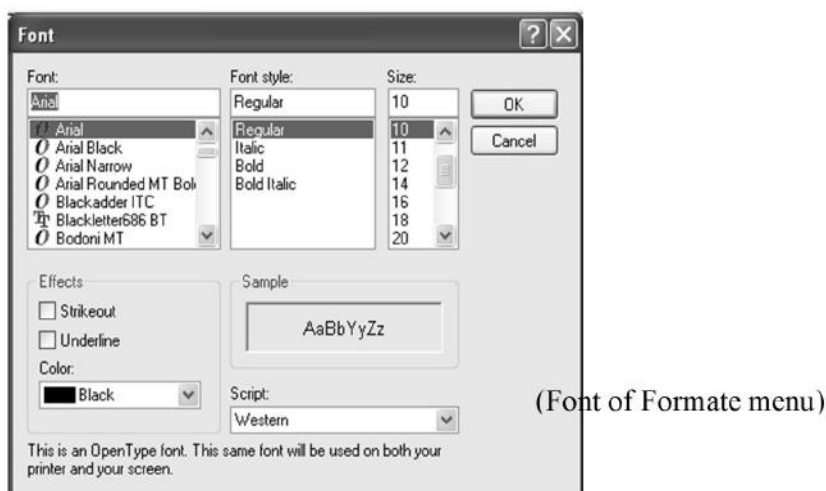 Font
Font: Font style: Size:
Arial Regular 10
OK
Cancel
Arial
Arial Black
Arial Narrow
Arial Rounded MT Bol
Blackadder ITC
Blackletter686 BT
Bodoni MT
Regular
Italic
Bold
Bold Italic
10
11
12
14
16
18
20
Effects
Strikeout
Underline
Color:
Black
Sample
AaBbYyZz
Script:
Western
This is an OpenType font. This same font will be used on both your
printer and your screen.
(Font of Formate menu)